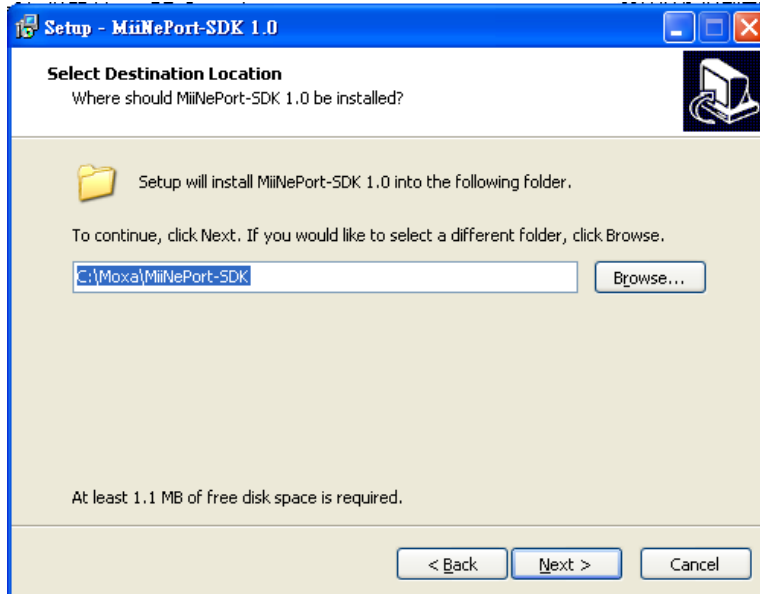 Setup - MiiNePort-SDK 1.0
Select Destination Location
Where should MiiNePort-SDK 1.0 be installed?
Setup will install MiiNePort-SDK 1.0 into the following folder.
To continue, click Next. If you would like to select a different folder, click Browse.
C:\Moxa\MiiNePort-SDK
Browse...
At least 1.1 MB of free disk space is required.
< Back
Next >
Cancel